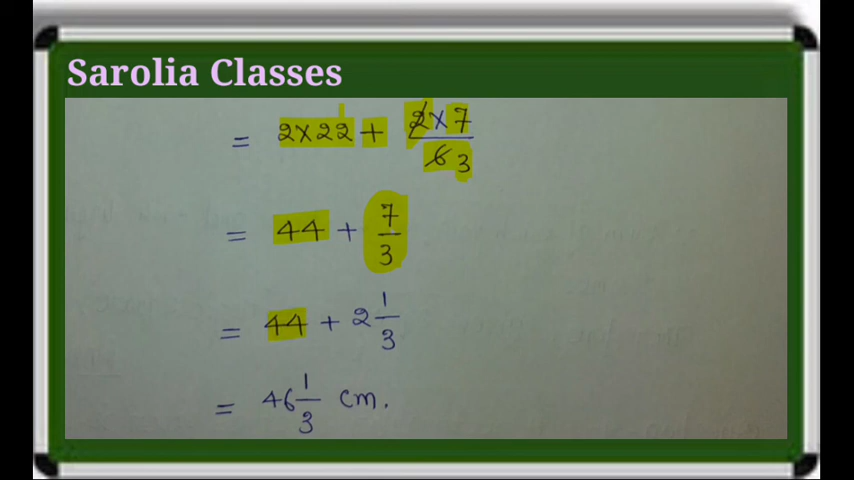 Sarolia Classes
= 2×22 + 2×7/6 3
= 44 + 7/3
= 44 + 2 1/3
= 46 1/3 cm.